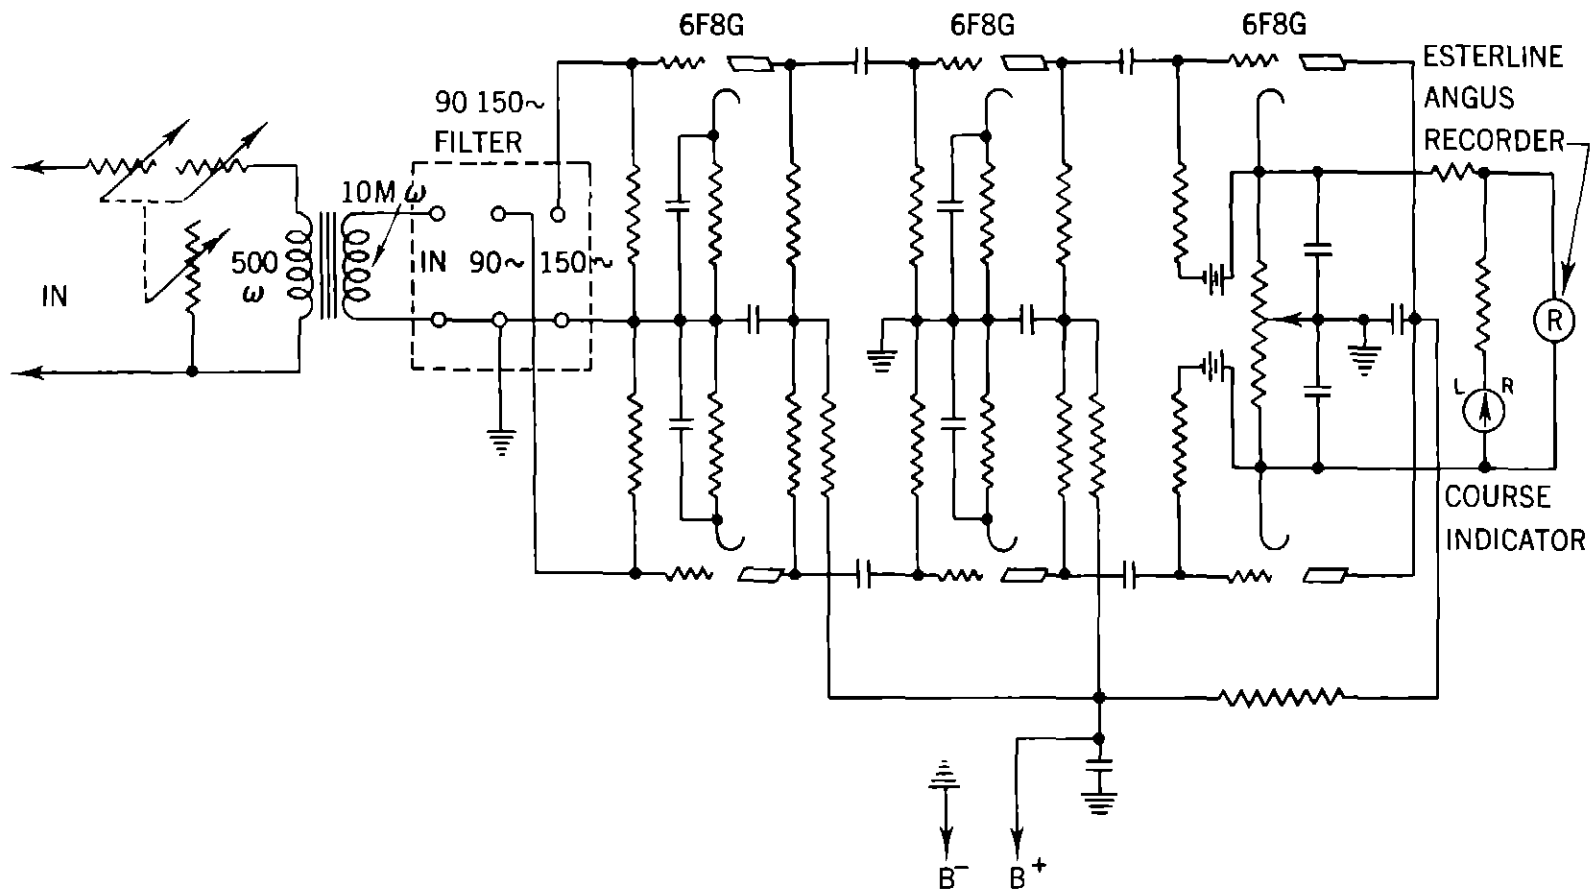 6F8G
6F8G
6F8G
ESTERLINE
ANGUS
RECORDER
90 150~
FILTER
10M ω
IN
500
ω
IN
90~
150~
R
L
R
COURSE
INDICATOR
B⁻
B⁺